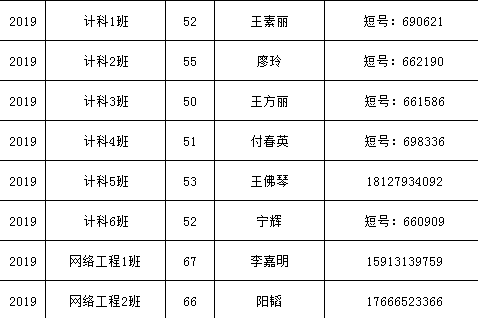 2019 计科1班 52 王素丽 短号：690621
2019 计科2班 55 廖玲 短号：662190
2019 计科3班 50 王方丽 短号：661586
2019 计科4班 51 付春英 短号：698336
2019 计科5班 53 王佛琴 18127934092
2019 计科6班 52 宁辉 短号：660909
2019 网络工程1班 67 李嘉明 15913139759
2019 网络工程2班 66 阳韬 17666523366